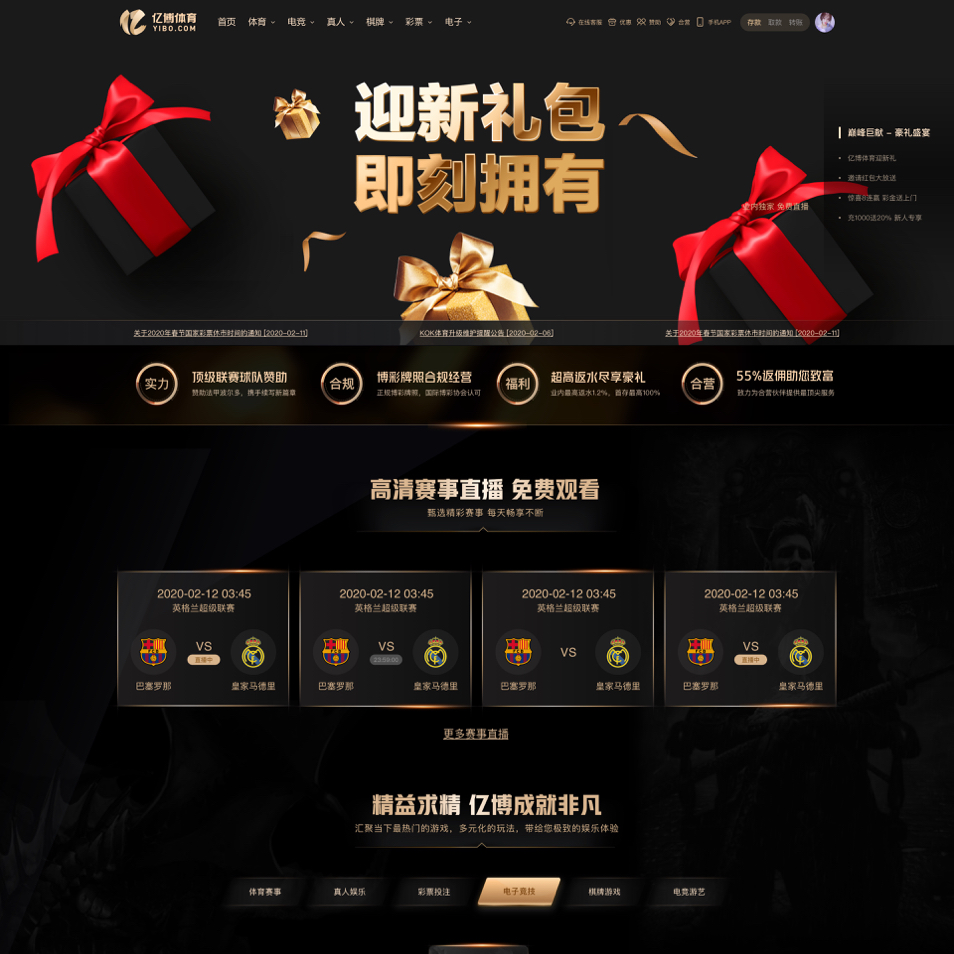 亿博体育
YIBO.COM
首页 体育 电竞 真人 棋牌 彩票 电子
在线客服 优惠 赞助 合营 手机APP 存款 取款 转账
迎新礼包
即刻拥有
巅峰巨献 - 豪礼盛宴
亿博体育迎新礼
邀请红包大放送
惊喜8连赢 彩金送上门
充1000送20% 新人专享
业内独家 免费直播
关于2020年春节国家彩票休市时间的通知 [2020-02-11]
KOK体育升级维护提醒公告 [2020-02-06]
关于2020年春节国家彩票休市时间的通知 [2020-02-11]
实力
顶级联赛球队赞助
赞助法甲波尔多，携手续写新篇章
合规
博彩牌照合规经营
正规博彩牌照，国际博彩协会认可
福利
超高返水尽享豪礼
业内最高返水1.2%，首存最高100%
合营
55%返佣助您致富
致力为合营伙伴提供最顶尖服务
高清赛事直播 免费观看
甄选精彩赛事 每天畅享不断
2020-02-12 03:45
英格兰超级联赛
VS
直播中
巴塞罗那 皇家马德里
2020-02-12 03:45
英格兰超级联赛
VS
23:59:00
巴塞罗那 皇家马德里
2020-02-12 03:45
英格兰超级联赛
VS
巴塞罗那 皇家马德里
2020-02-12 03:45
英格兰超级联赛
VS
直播中
巴塞罗那 皇家马德里
更多赛事直播
精益求精 亿博成就非凡
汇聚当下最热门的游戏，多元化的玩法，带给您极致的娱乐体验
体育赛事 真人娱乐 彩票投注 电子竞技 棋牌游戏 电竞游艺